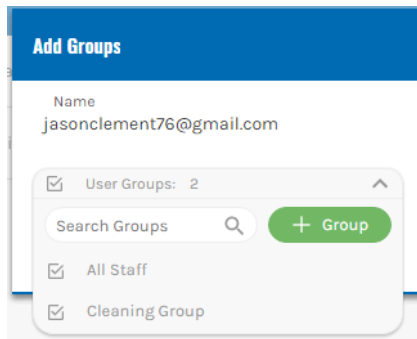 Add Groups
Name
jasonclement76@gmail.com
User Groups: 2
Search Groups
+ Group
All Staff
Cleaning Group